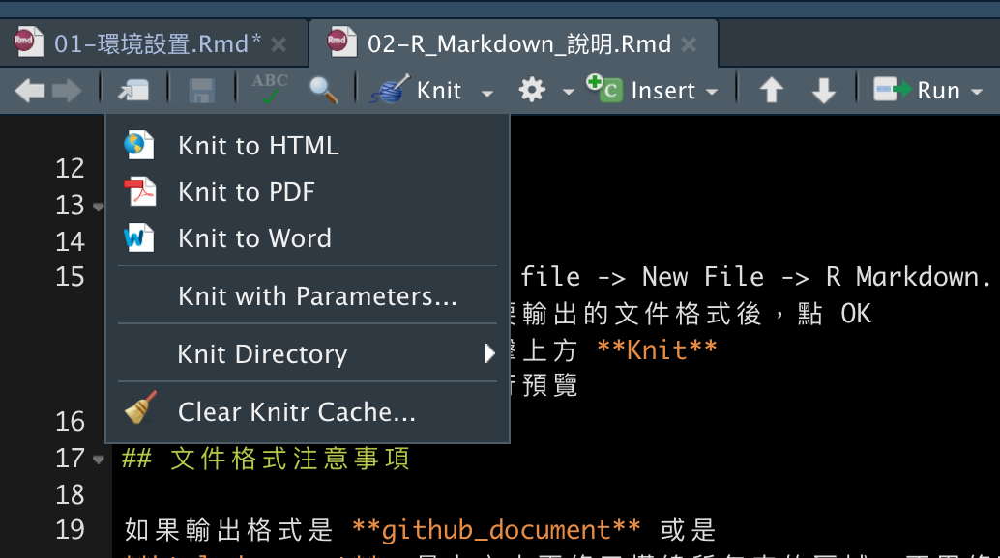 01-環境設置.Rmd*
02-R_Markdown_說明.Rmd
ABC Knit Insert Run
Knit to HTML
Knit to PDF
Knit to Word
Knit with Parameters...
Knit Directory
Clear Knitr Cache...
12
13
14
15 file -> New File -> R Markdown.
輸出的文件格式後，點 OK
上方 **Knit**
預覽
16
17 ## 文件格式注意事項
18
19 如果輸出格式是 **github_document** 或是